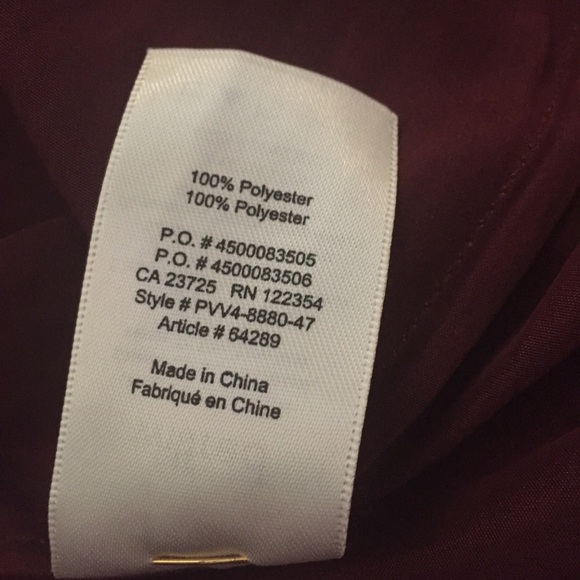 100% Polyester
100% Polyester
P.O. # 4500083505
P.O. # 4500083506
CA 23725 RN 122354
Style # PVV4-8880-47
Article # 64289
Made in China
Fabriqué en Chine